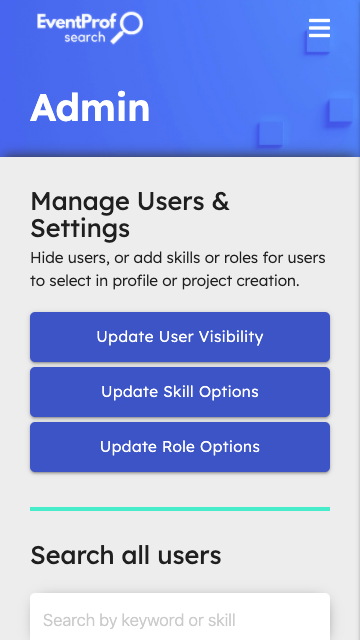 EventProf
search
Admin
Manage Users &
Settings
Hide users, or add skills or roles for users
to select in profile or project creation.
Update User Visibility
Update Skill Options
Update Role Options
Search all users
Search by keyword or skill